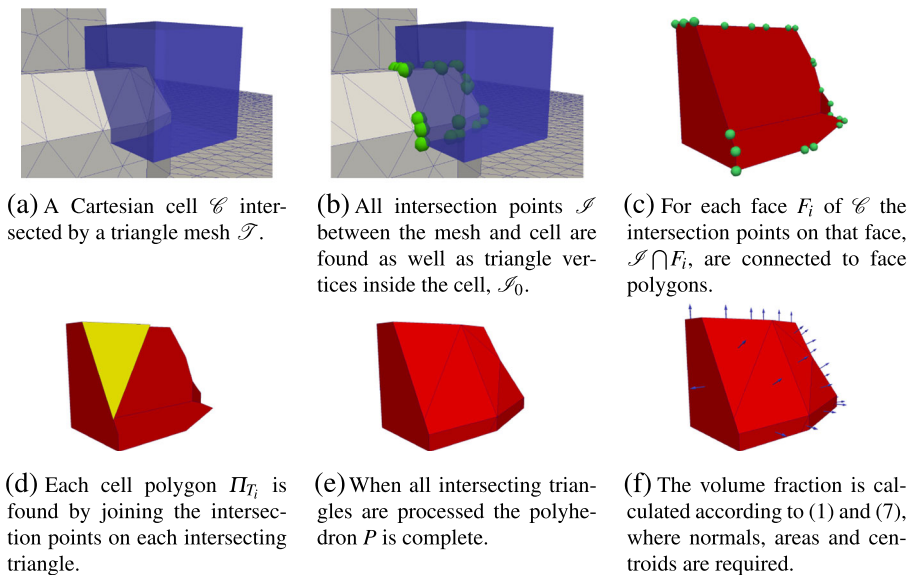 (a) A Cartesian cell 𝒞 inter-
sected by a triangle mesh 𝒯.
(b) All intersection points ℐ
between the mesh and cell are
found as well as triangle ver-
tices inside the cell, ℐ₀.
(c) For each face Fᵢ of 𝒞 the
intersection points on that face,
ℐ ⋂ Fᵢ, are connected to face
polygons.
(d) Each cell polygon Π_{Tᵢ} is
found by joining the intersec-
tion points on each intersecting
triangle.
(e) When all intersecting trian-
gles are processed the polyhe-
dron P is complete.
(f) The volume fraction is cal-
culated according to (1) and (7),
where normals, areas and cen-
troids are required.